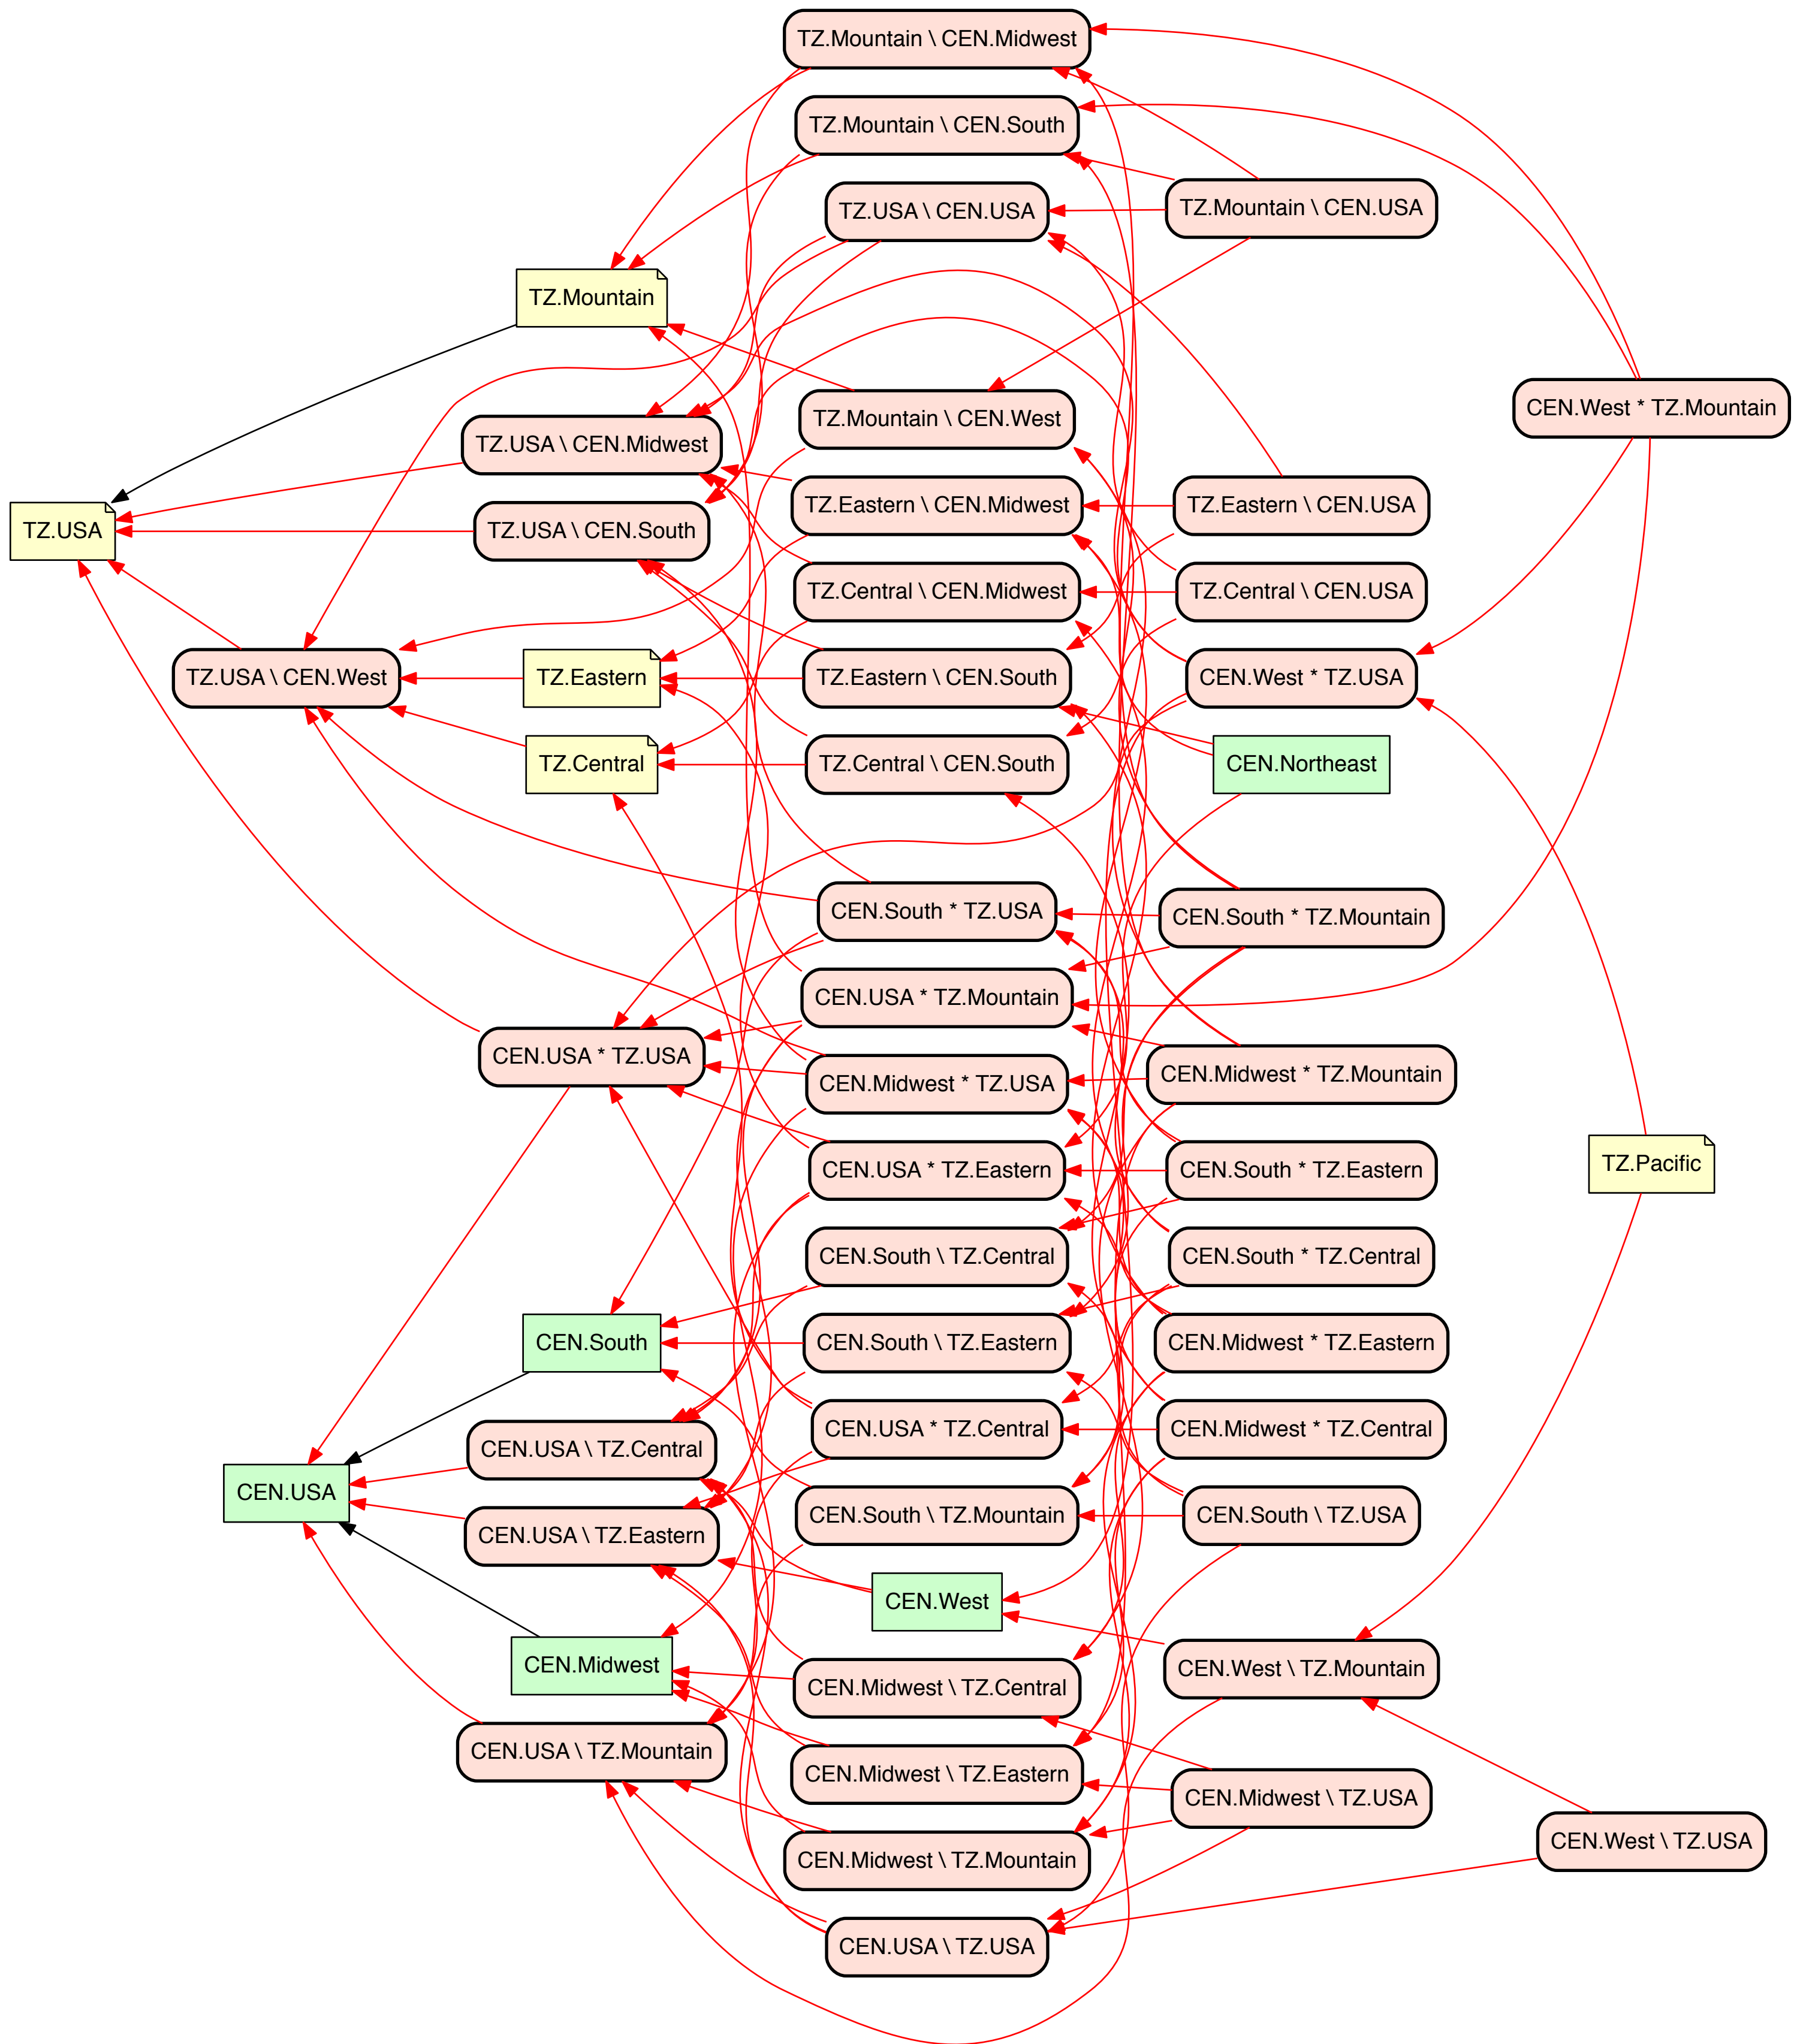 TZ.Mountain \ CEN.Midwest
TZ.Mountain \ CEN.South
TZ.USA \ CEN.USA
TZ.Mountain \ CEN.USA
TZ.Mountain
TZ.Mountain \ CEN.West
CEN.West * TZ.Mountain
TZ.USA \ CEN.Midwest
TZ.Eastern \ CEN.Midwest
TZ.Eastern \ CEN.USA
TZ.USA
TZ.USA \ CEN.South
TZ.Central \ CEN.Midwest
TZ.Central \ CEN.USA
TZ.USA \ CEN.West
TZ.Eastern
TZ.Eastern \ CEN.South
CEN.West * TZ.USA
TZ.Central
TZ.Central \ CEN.South
CEN.Northeast
CEN.South * TZ.USA
CEN.South * TZ.Mountain
CEN.USA * TZ.Mountain
CEN.USA * TZ.USA
CEN.Midwest * TZ.USA
CEN.Midwest * TZ.Mountain
CEN.USA * TZ.Eastern
CEN.South * TZ.Eastern
TZ.Pacific
CEN.South \ TZ.Central
CEN.South * TZ.Central
CEN.South
CEN.South \ TZ.Eastern
CEN.Midwest * TZ.Eastern
CEN.USA * TZ.Central
CEN.Midwest * TZ.Central
CEN.USA \ TZ.Central
CEN.USA
CEN.South \ TZ.Mountain
CEN.South \ TZ.USA
CEN.USA \ TZ.Eastern
CEN.West
CEN.Midwest
CEN.West \ TZ.Mountain
CEN.Midwest \ TZ.Central
CEN.USA \ TZ.Mountain
CEN.Midwest \ TZ.Eastern
CEN.Midwest \ TZ.USA
CEN.West \ TZ.USA
CEN.Midwest \ TZ.Mountain
CEN.USA \ TZ.USA